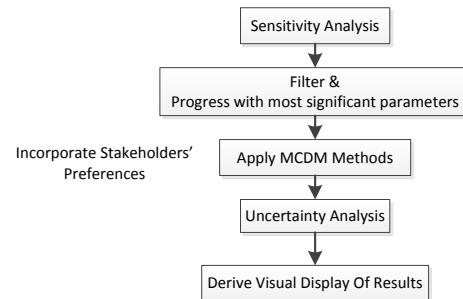 Sensitivity Analysis
Filter &
Progress with most significant parameters
Incorporate Stakeholders'
Preferences
Apply MCDM Methods
Uncertainty Analysis
Derive Visual Display Of Results